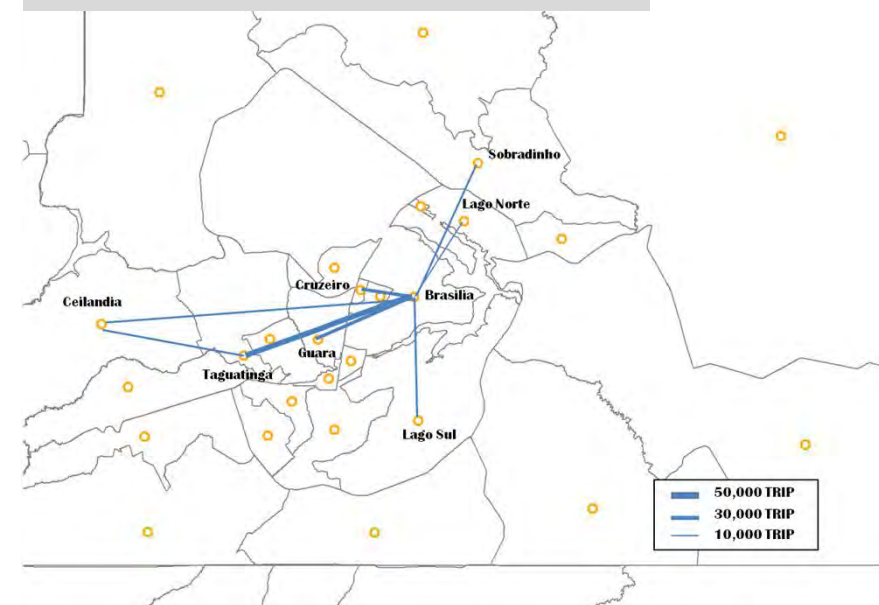 Sobradinho
Lago Norte
Cruzeiro
Brasilia
Ceilandia
Guara
Taguatinga
Lago Sul
50,000 TRIP
30,000 TRIP
10,000 TRIP